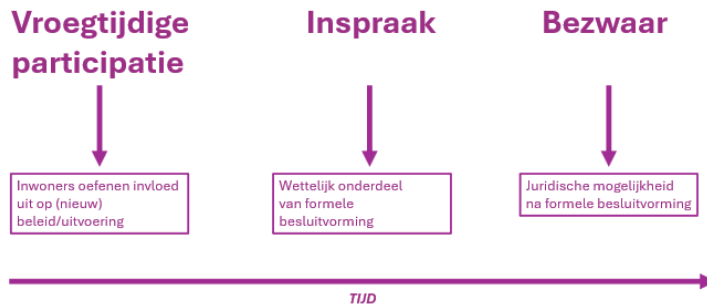 Vroegtijdige
participatie
Inspraak
Bezwaar
Inwoners oefenen invloed
uit op (nieuw)
beleid/uitvoering
Wettelijk onderdeel
van formele
besluitvorming
Juridische mogelijkheid
na formele besluitvorming
TIJD